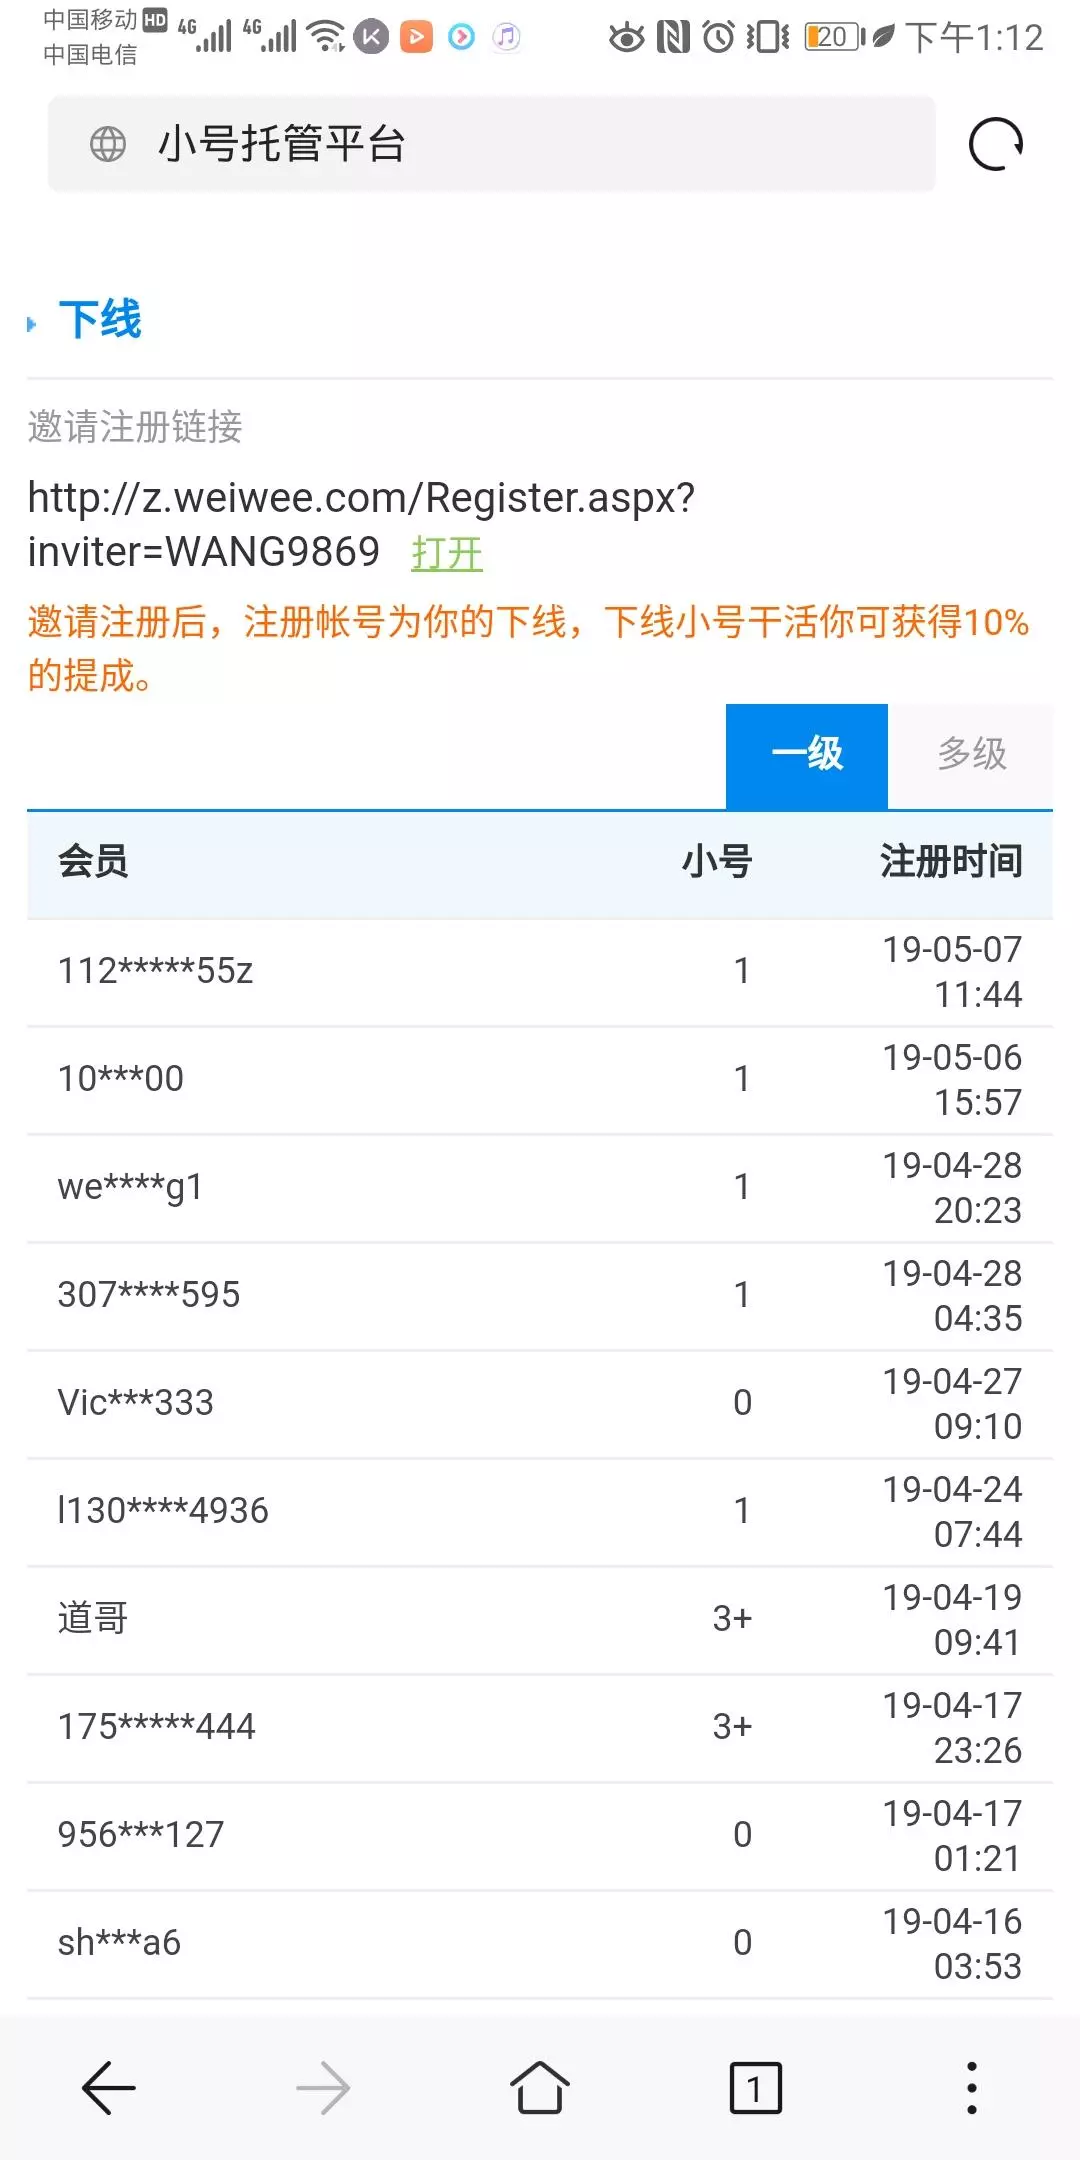 中国移动 HD 4G 4G 20 下午1:12
中国电信
小号托管平台
下线
邀请注册链接
http://z.weiwee.com/Register.aspx?
inviter=WANG9869 打开
邀请注册后，注册帐号为你的下线，下线小号干活你可获得10%
的提成。
一级 多级
会员 小号 注册时间
112*****55z 1 19-05-07
11:44
10***00 1 19-05-06
15:57
we****g1 1 19-04-28
20:23
307****595 1 19-04-28
04:35
Vic***333 0 19-04-27
09:10
l130****4936 1 19-04-24
07:44
道哥 3+ 19-04-19
09:41
175*****444 3+ 19-04-17
23:26
956***127 0 19-04-17
01:21
sh***a6 0 19-04-16
03:53
1